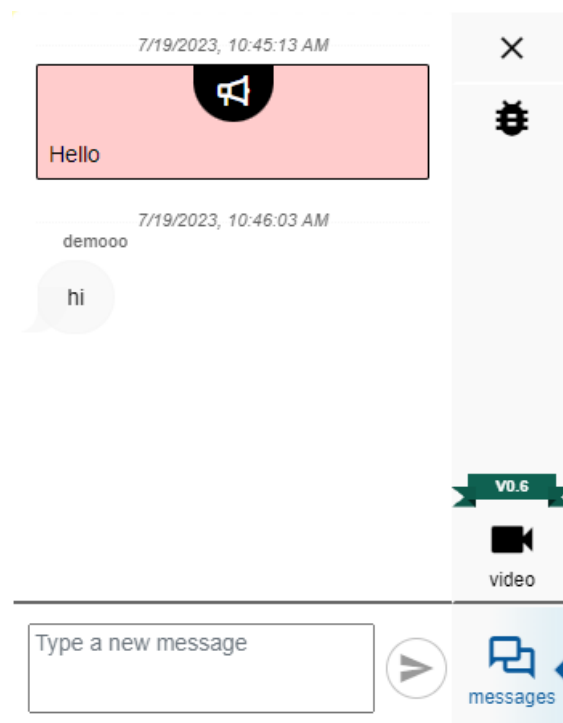 7/19/2023, 10:45:13 AM
Hello
7/19/2023, 10:46:03 AM
demooo
hi
V0.6
video
Type a new message
messages